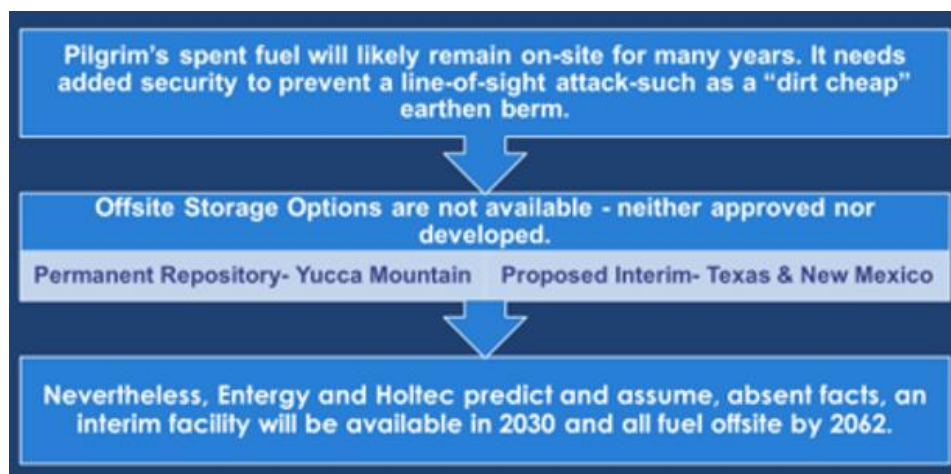 Pilgrim's spent fuel will likely remain on-site for many years. It needs
added security to prevent a line-of-sight attack-such as a “dirt cheap”
earthen berm.
Offsite Storage Options are not available - neither approved nor
developed.
Permanent Repository- Yucca Mountain
Proposed Interim- Texas & New Mexico
Nevertheless, Entergy and Holtec predict and assume, absent facts, an
interim facility will be available in 2030 and all fuel offsite by 2062.